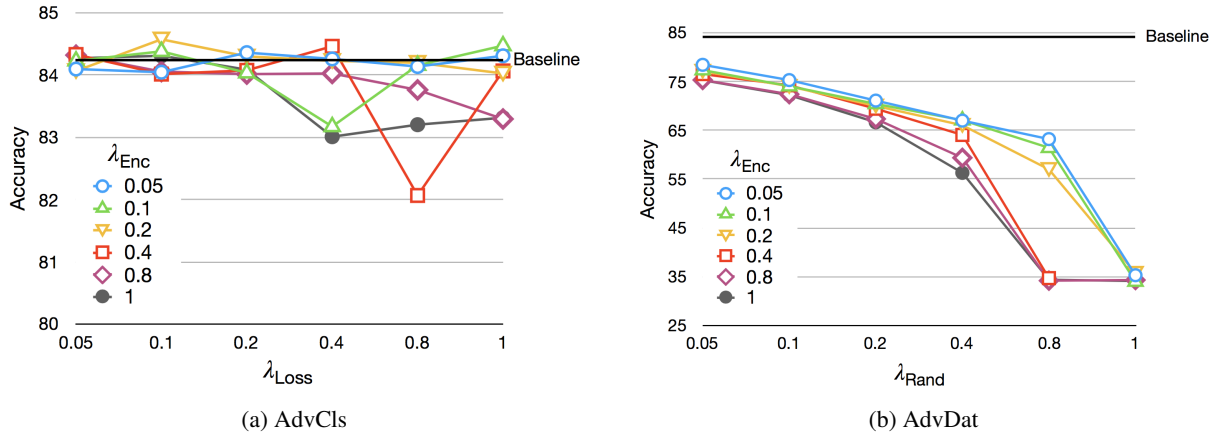 85
84
83
82
81
80
Accuracy
Baseline
λEnc
0.05
0.1
0.2
0.4
0.8
1
0.05 0.1 0.2 0.4 0.8 1
λLoss
(a) AdvCls
85
75
65
55
45
35
25
Accuracy
Baseline
λEnc
0.05
0.1
0.2
0.4
0.8
1
0.05 0.1 0.2 0.4 0.8 1
λRand
(b) AdvDat